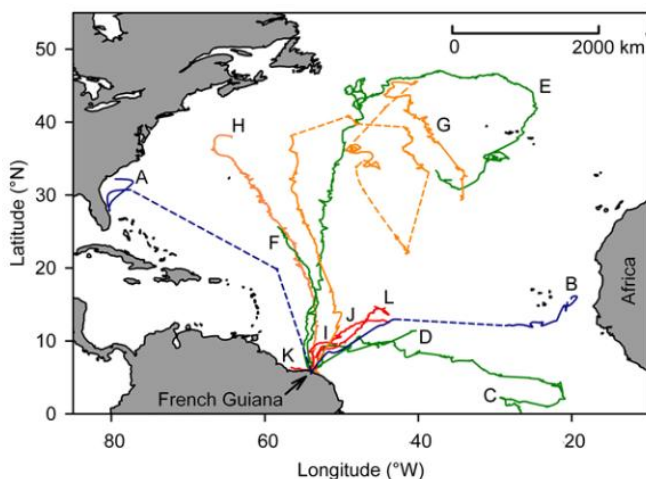 50
0
2000 km
E
40
H
G
30
A
Latitude (°N)
F
20
B
Africa
L
J
10
I
D
K
C
French Guiana
0
80
60
40
20
Longitude (°W)